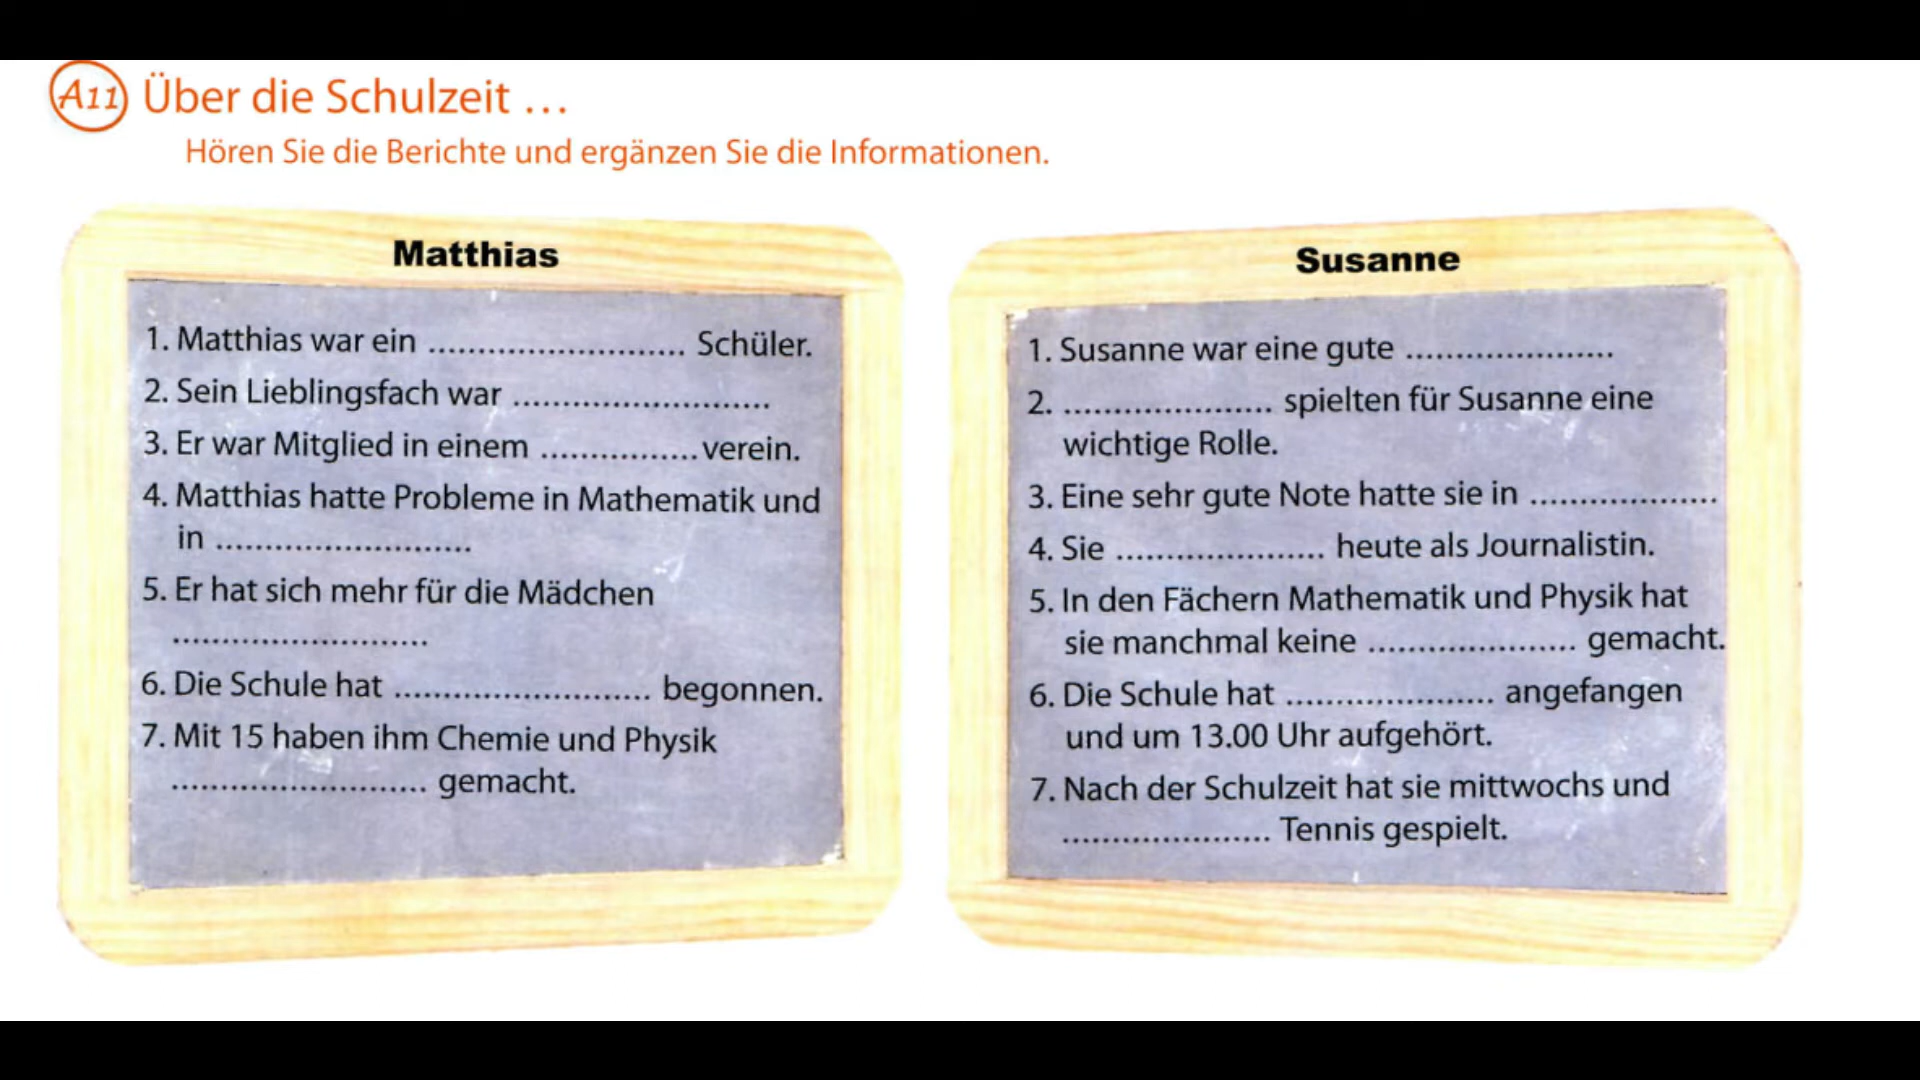 A11 Über die Schulzeit ...
Hören Sie die Berichte und ergänzen Sie die Informationen.
Matthias
1. Matthias war ein .......................... Schüler.
2. Sein Lieblingsfach war ..........................
3. Er war Mitglied in einem ................ verein.
4. Matthias hatte Probleme in Mathematik und
in ..........................
5. Er hat sich mehr für die Mädchen
..........................
6. Die Schule hat .......................... begonnen.
7. Mit 15 haben ihm Chemie und Physik
.......................... gemacht.
Susanne
1. Susanne war eine gute .....................
2. ..................... spielten für Susanne eine
wichtige Rolle.
3. Eine sehr gute Note hatte sie in ...................
4. Sie ..................... heute als Journalistin.
5. In den Fächern Mathematik und Physik hat
sie manchmal keine ..................... gemacht.
6. Die Schule hat ..................... angefangen
und um 13.00 Uhr aufgehört.
7. Nach der Schulzeit hat sie mittwochs und
..................... Tennis gespielt.